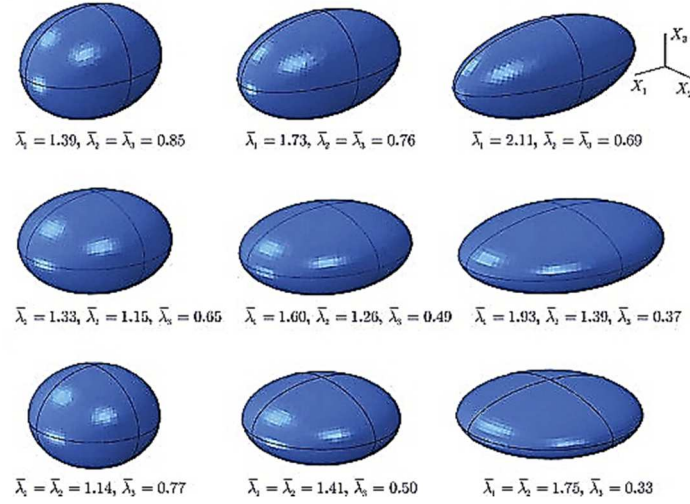 X₃
X₁
X₂
λ̄₁ = 1.39, λ̄₂ = λ̄₃ = 0.85
λ̄₁ = 1.73, λ̄₂ = λ̄₃ = 0.76
λ̄₁ = 2.11, λ̄₂ = λ̄₃ = 0.69
λ̄₁ = 1.33, λ̄₂ = 1.15, λ̄₃ = 0.65
λ̄₁ = 1.60, λ̄₂ = 1.26, λ̄₃ = 0.49
λ̄₁ = 1.93, λ̄₂ = 1.39, λ̄₃ = 0.37
λ̄₁ = λ̄₂ = 1.14, λ̄₃ = 0.77
λ̄₁ = λ̄₂ = 1.41, λ̄₃ = 0.50
λ̄₁ = λ̄₂ = 1.75, λ̄₃ = 0.33